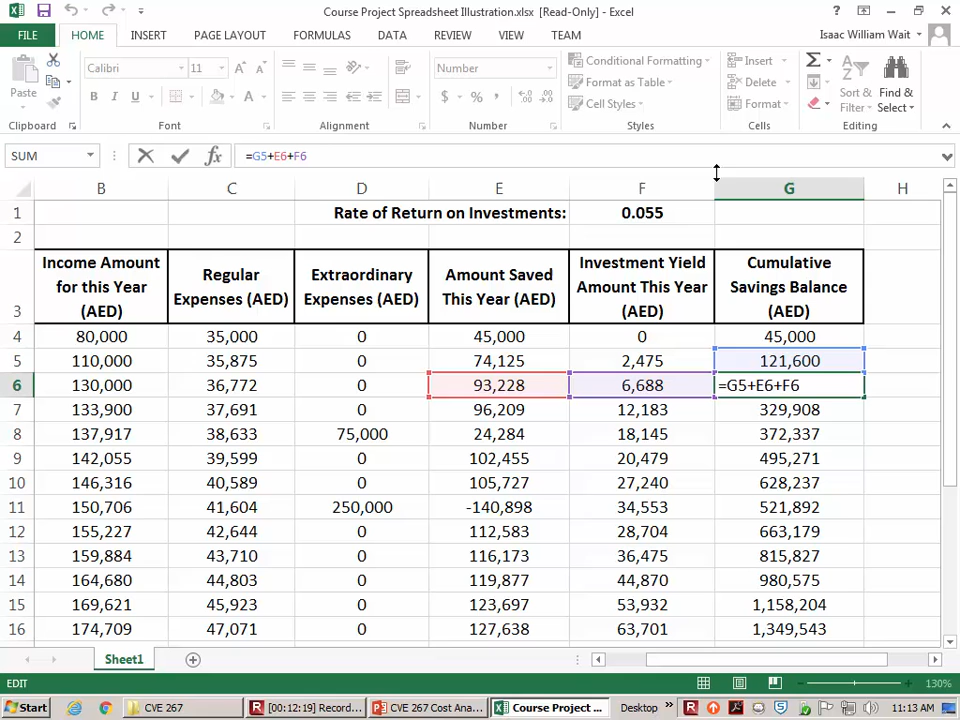 Course Project Spreadsheet Illustration.xlsx [Read-Only] - Excel
FILE HOME INSERT PAGE LAYOUT FORMULAS DATA REVIEW VIEW TEAM Isaac William Wait
Paste Calibri 11 Number Conditional Formatting Format as Table Cell Styles Insert Delete Format Sort & Filter Find & Select
Clipboard Font Alignment Number Styles Cells Editing
SUM =G5+E6+F6
B C D E F G H
1 Rate of Return on Investments: 0.055
2
3 Income Amount for this Year (AED) Regular Expenses (AED) Extraordinary Expenses (AED) Amount Saved This Year (AED) Investment Yield Amount This Year (AED) Cumulative Savings Balance (AED)
4 80,000 35,000 0 45,000 0 45,000
5 110,000 35,875 0 74,125 2,475 121,600
6 130,000 36,772 0 93,228 6,688 =G5+E6+F6
7 133,900 37,691 0 96,209 12,183 329,908
8 137,917 38,633 75,000 24,284 18,145 372,337
9 142,055 39,599 0 102,455 20,479 495,271
10 146,316 40,589 0 105,727 27,240 628,237
11 150,706 41,604 250,000 -140,898 34,553 521,892
12 155,227 42,644 0 112,583 28,704 663,179
13 159,884 43,710 0 116,173 36,475 815,827
14 164,680 44,803 0 119,877 44,870 980,575
15 169,621 45,923 0 123,697 53,932 1,158,204
16 174,709 47,071 0 127,638 63,701 1,349,543
Sheet1
EDIT 130%
Start CVE 267 [00:12:19] Record... CVE 267 Cost Ana... Course Project ... Desktop 11:13 AM